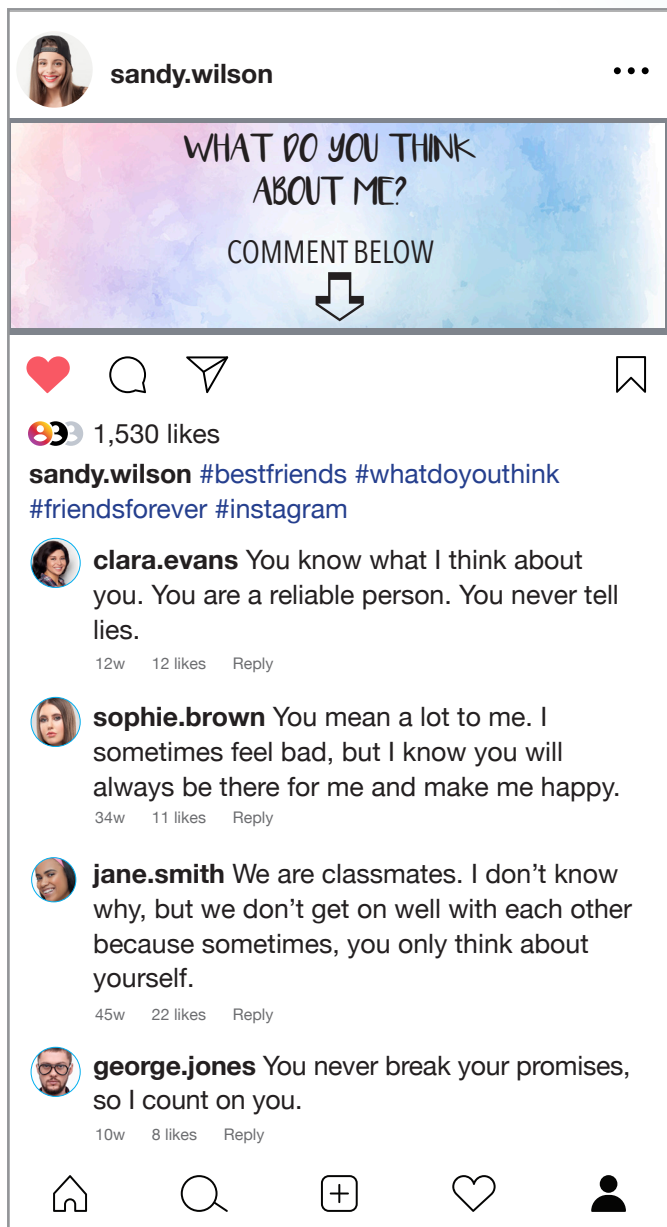 sandy.wilson
WHAT DO YOU THINK
ABOUT ME?
COMMENT BELOW
1,530 likes
sandy.wilson #bestfriends #whatdoyouthink
#friendsforever #instagram
clara.evans You know what I think about
you. You are a reliable person. You never tell
lies.
12w 12 likes Reply
sophie.brown You mean a lot to me. I
sometimes feel bad, but I know you will
always be there for me and make me happy.
34w 11 likes Reply
jane.smith We are classmates. I don’t know
why, but we don’t get on well with each other
because sometimes, you only think about
yourself.
45w 22 likes Reply
george.jones You never break your promises,
so I count on you.
10w 8 likes Reply